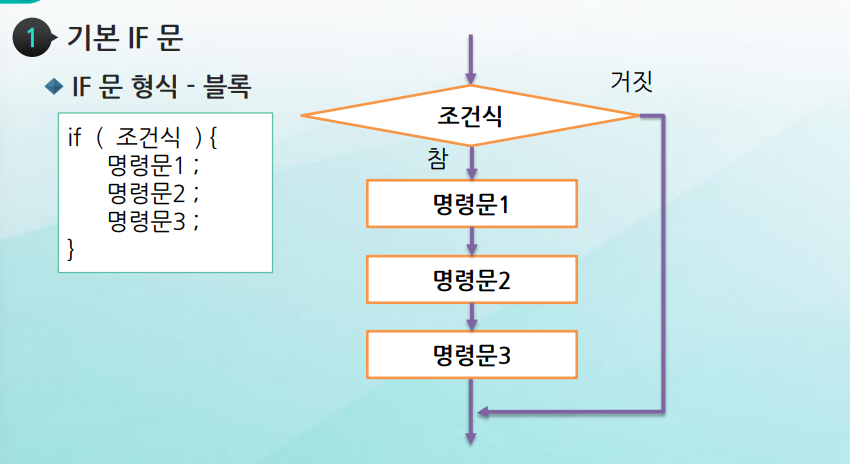 1 기본 IF 문
IF 문 형식 - 블록
if ( 조건식 ) {
명령문1 ;
명령문2 ;
명령문3 ;
}
거짓
조건식
참
명령문1
명령문2
명령문3